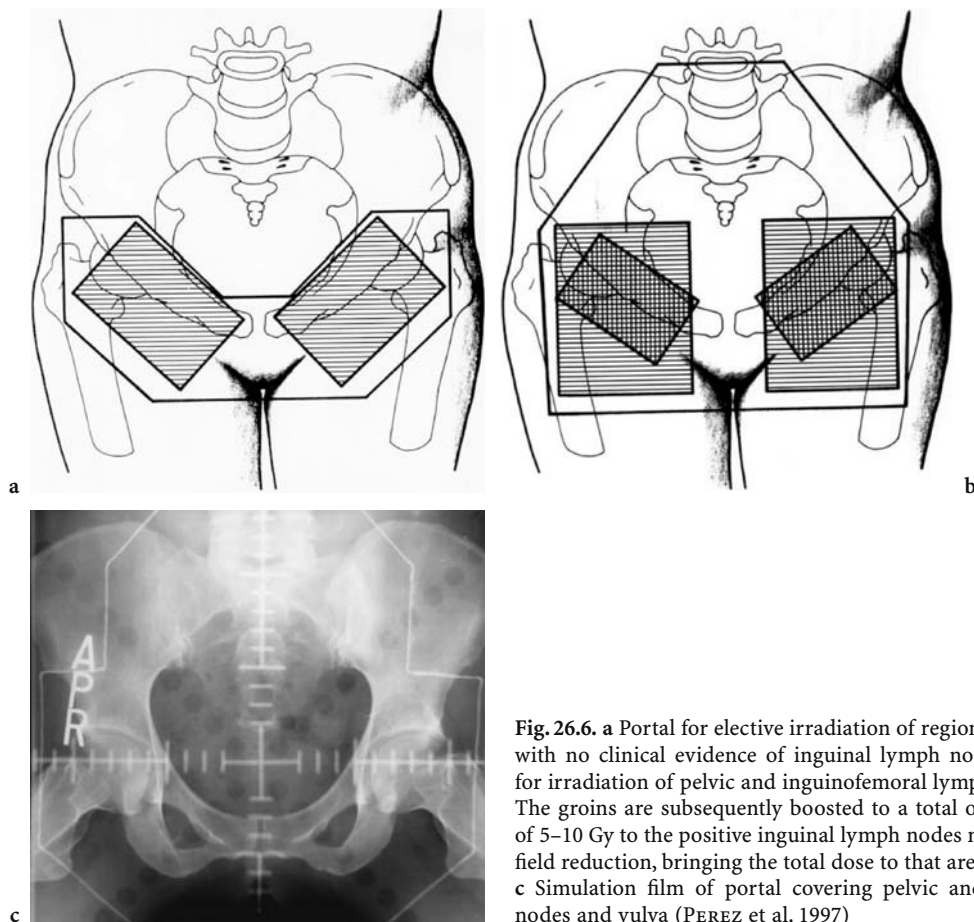 a
b
A
P
R
c
Fig. 26.6. a Portal for elective irradiation of region
with no clinical evidence of inguinal lymph no
for irradiation of pelvic and inguinofemoral lymp
The groins are subsequently boosted to a total o
of 5–10 Gy to the positive inguinal lymph nodes n
field reduction, bringing the total dose to that are
c Simulation film of portal covering pelvic and
nodes and vulva (PEREZ et al. 1997)